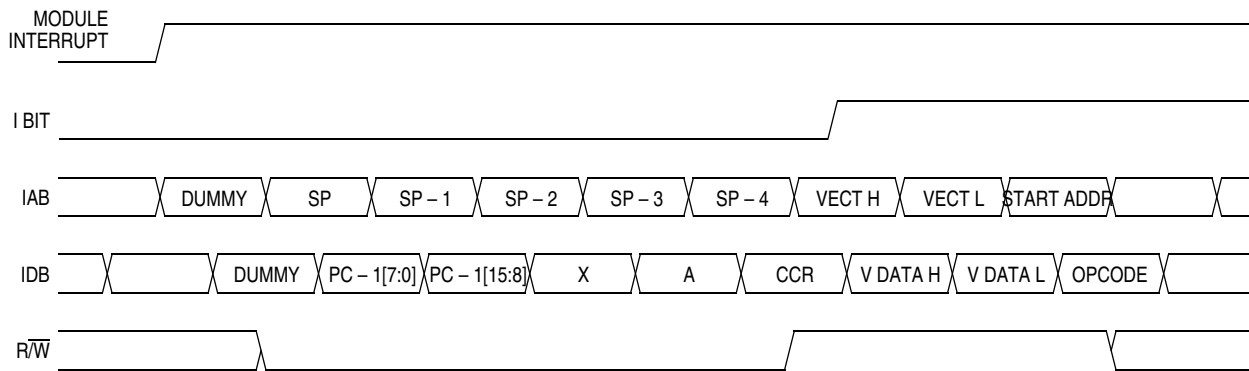 MODULE
INTERRUPT
I BIT
IAB DUMMY SP SP – 1 SP – 2 SP – 3 SP – 4 VECT H VECT L START ADDR
IDB DUMMY PC – 1[7:0] PC – 1[15:8] X A CCR V DATA H V DATA L OPCODE
R/W